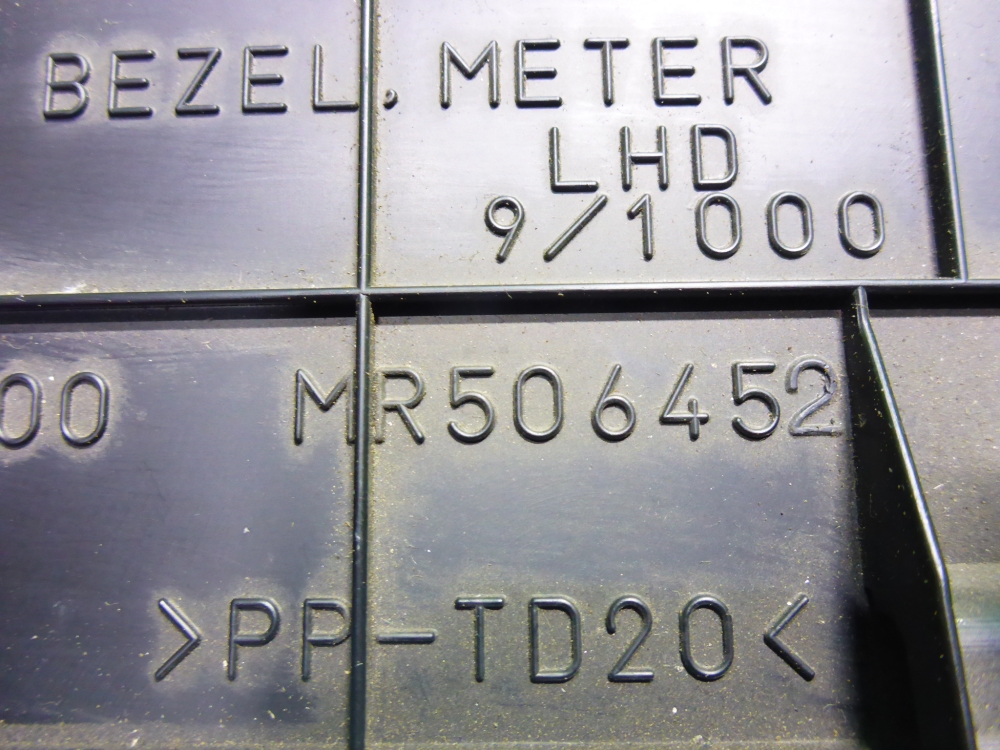 BEZEL, METER
LHD
9/1000
00 MR506452
>PP-TD20<